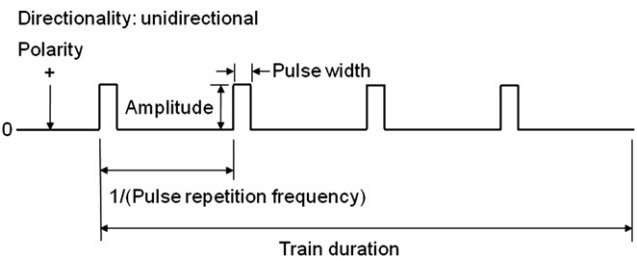 Directionality: unidirectional
Polarity
+
Pulse width
Amplitude
0
1/(Pulse repetition frequency)
Train duration